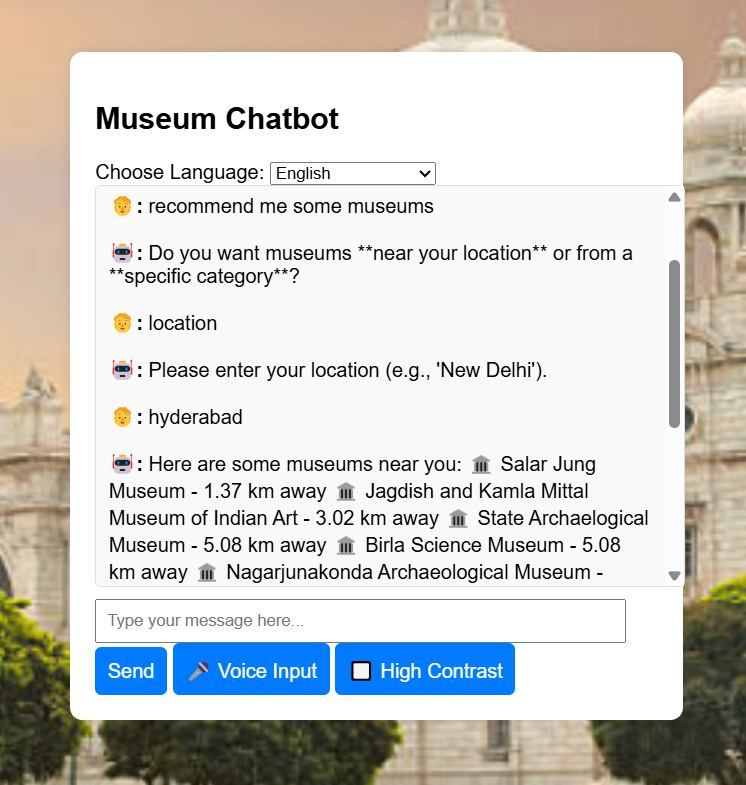 Museum Chatbot
Choose Language: English
: recommend me some museums
: Do you want museums **near your location** or from a
**specific category**?
: location
: Please enter your location (e.g., 'New Delhi').
: hyderabad
: Here are some museums near you: 🏛 Salar Jung
Museum - 1.37 km away 🏛 Jagdish and Kamla Mittal
Museum of Indian Art - 3.02 km away 🏛 State Archaelogical
Museum - 5.08 km away 🏛 Birla Science Museum - 5.08
km away 🏛 Nagarjunakonda Archaeological Museum -
Type your message here...
Send 🎤 Voice Input High Contrast